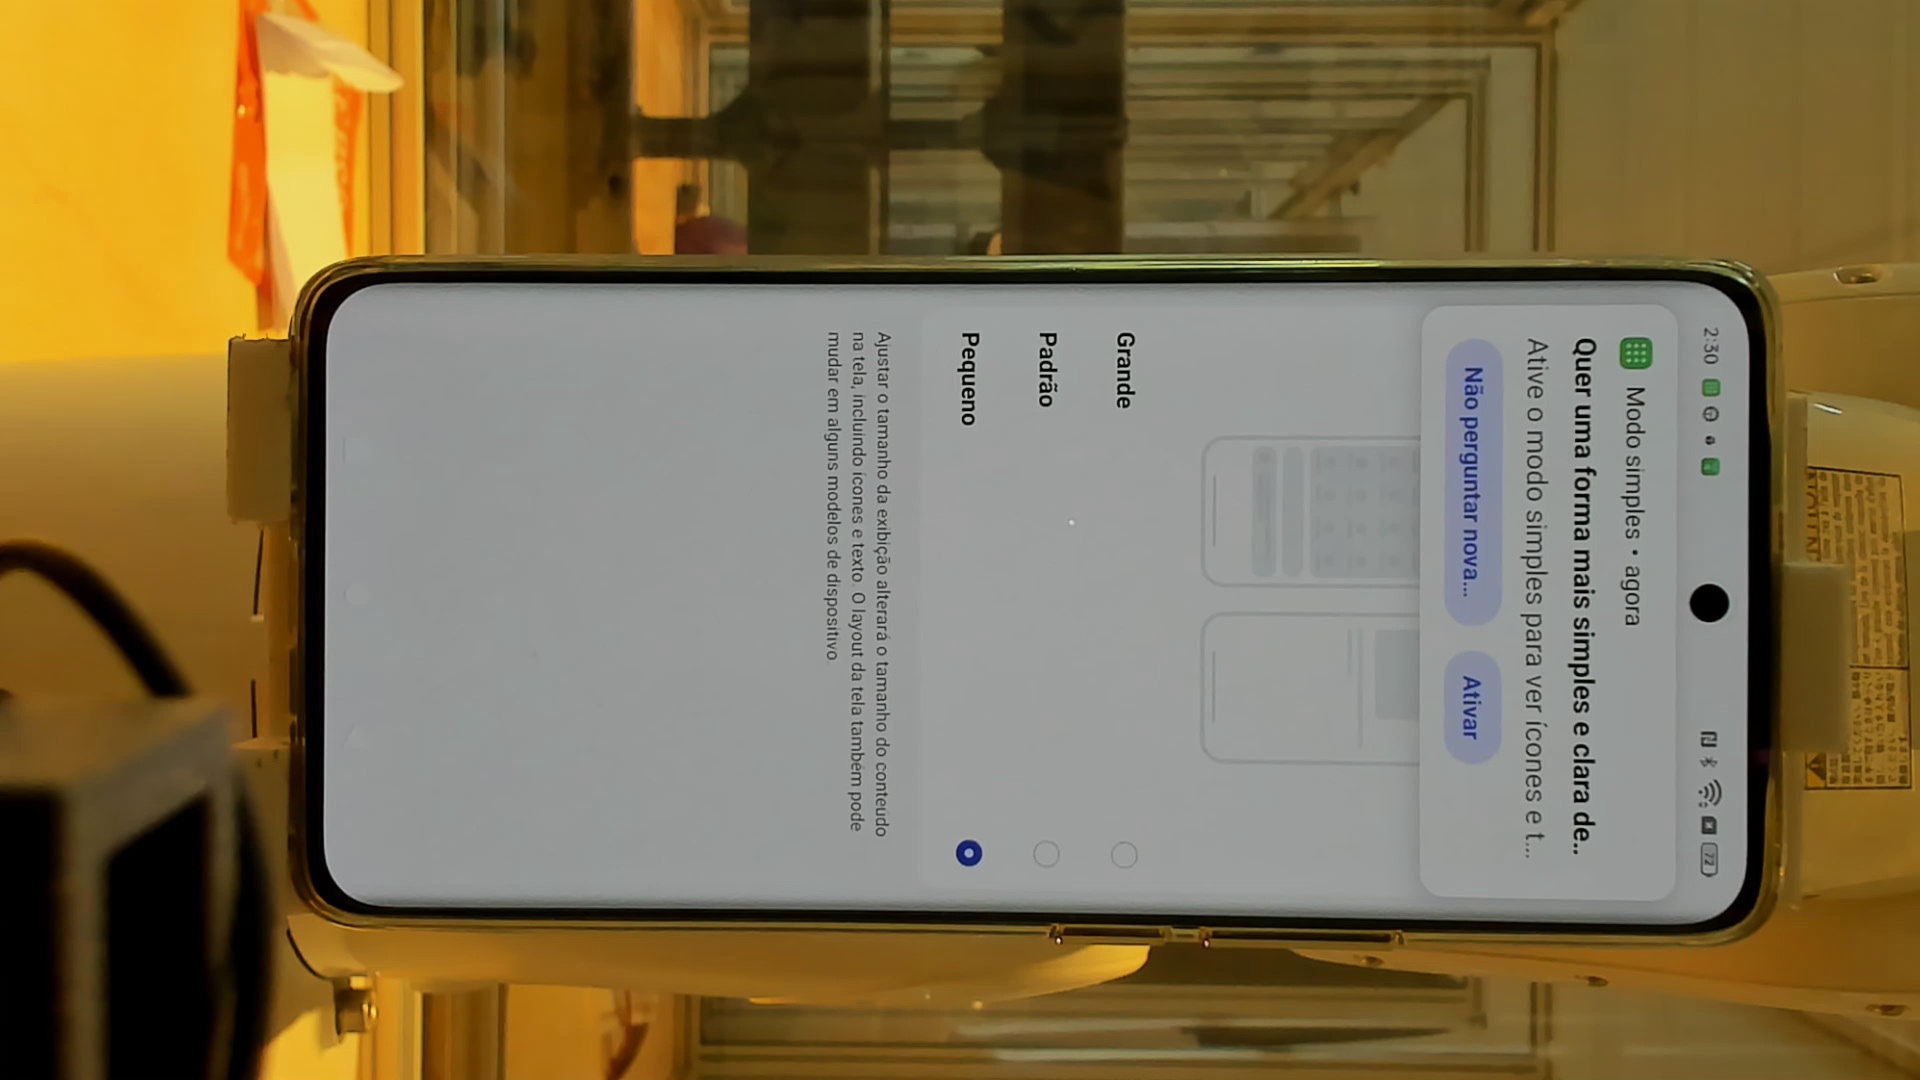 2:30
72
Modo simples • agora
Quer uma forma mais simples e clara de..
Ative o modo simples para ver ícones e t...
Não perguntar nova...
Ativar
Grande
Padrão
Pequeno
Ajustar o tamanho da exibição alterará o tamanho do conteúdo
na tela, incluindo ícones e texto. O layout da tela também pode
mudar em alguns modelos de dispositivo.